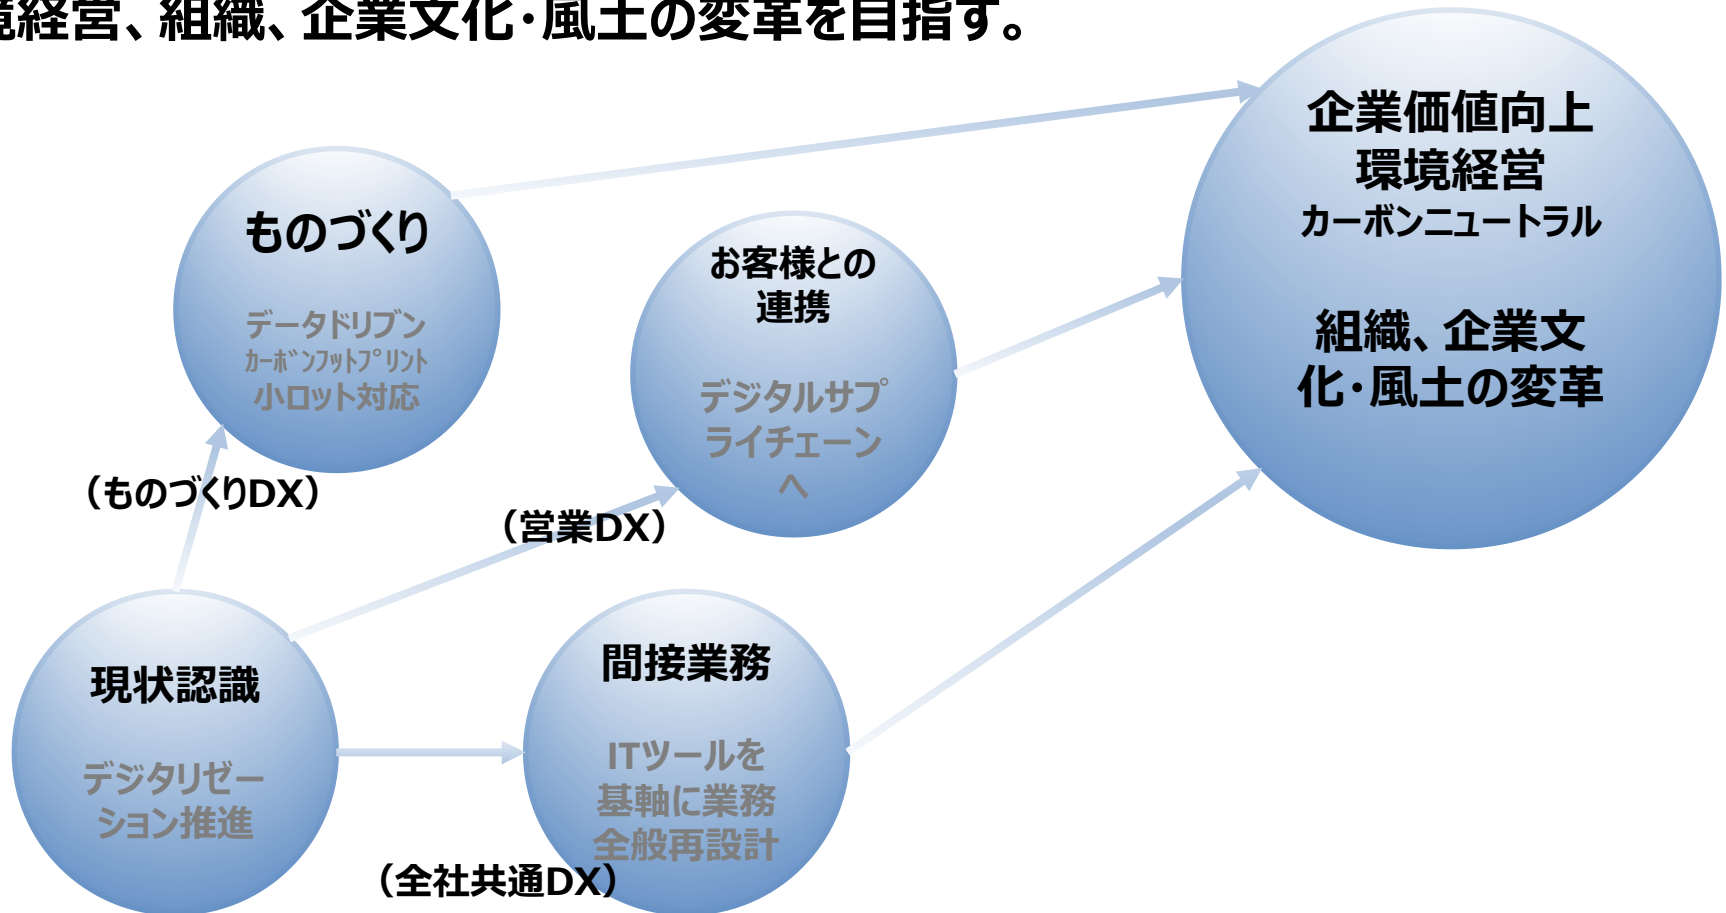 境経営、組織、企業文化・風土の変革を目指す。
企業価値向上
環境経営
カーボンニュートラル
組織、企業文
化・風土の変革
ものづくり
データドリブン
カーボンフットプリント
小ロット対応
お客様との
連携
デジタルサプ
ライチェーン
へ
（ものづくりDX）
（営業DX）
現状認識
デジタリゼー
ション推進
間接業務
ITツールを
基軸に業務
全般再設計
（全社共通DX）